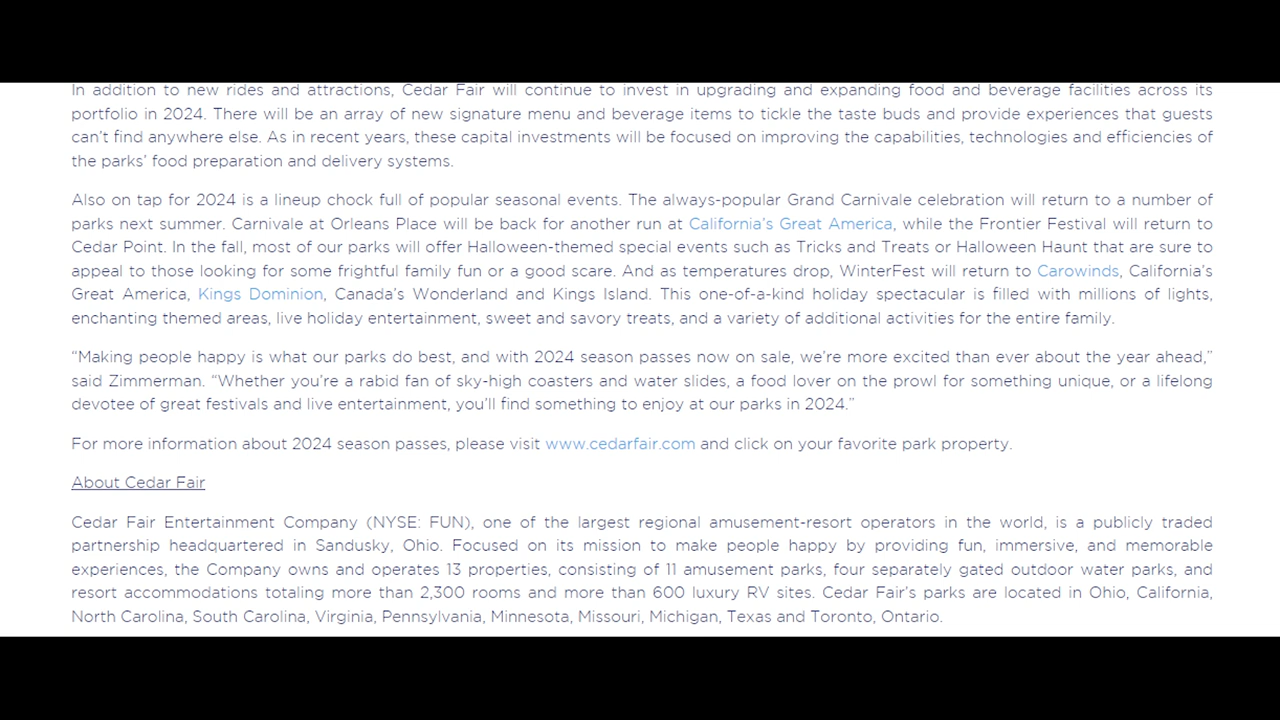 In addition to new rides and attractions, Cedar Fair will continue to invest in upgrading and expanding food and beverage facilities across its
portfolio in 2024. There will be an array of new signature menu and beverage items to tickle the taste buds and provide experiences that guests
can’t find anywhere else. As in recent years, these capital investments will be focused on improving the capabilities, technologies and efficiencies of
the parks’ food preparation and delivery systems.
Also on tap for 2024 is a lineup chock full of popular seasonal events. The always-popular Grand Carnivale celebration will return to a number of
parks next summer. Carnivale at Orleans Place will be back for another run at California’s Great America, while the Frontier Festival will return to
Cedar Point. In the fall, most of our parks will offer Halloween-themed special events such as Tricks and Treats or Halloween Haunt that are sure to
appeal to those looking for some frightful family fun or a good scare. And as temperatures drop, WinterFest will return to Carowinds, California’s
Great America, Kings Dominion, Canada’s Wonderland and Kings Island. This one-of-a-kind holiday spectacular is filled with millions of lights,
enchanting themed areas, live holiday entertainment, sweet and savory treats, and a variety of additional activities for the entire family.
“Making people happy is what our parks do best, and with 2024 season passes now on sale, we’re more excited than ever about the year ahead,”
said Zimmerman. “Whether you’re a rabid fan of sky-high coasters and water slides, a food lover on the prowl for something unique, or a lifelong
devotee of great festivals and live entertainment, you’ll find something to enjoy at our parks in 2024.”
For more information about 2024 season passes, please visit www.cedarfair.com and click on your favorite park property.
About Cedar Fair
Cedar Fair Entertainment Company (NYSE: FUN), one of the largest regional amusement-resort operators in the world, is a publicly traded
partnership headquartered in Sandusky, Ohio. Focused on its mission to make people happy by providing fun, immersive, and memorable
experiences, the Company owns and operates 13 properties, consisting of 11 amusement parks, four separately gated outdoor water parks, and
resort accommodations totaling more than 2,300 rooms and more than 600 luxury RV sites. Cedar Fair’s parks are located in Ohio, California,
North Carolina, South Carolina, Virginia, Pennsylvania, Minnesota, Missouri, Michigan, Texas and Toronto, Ontario.